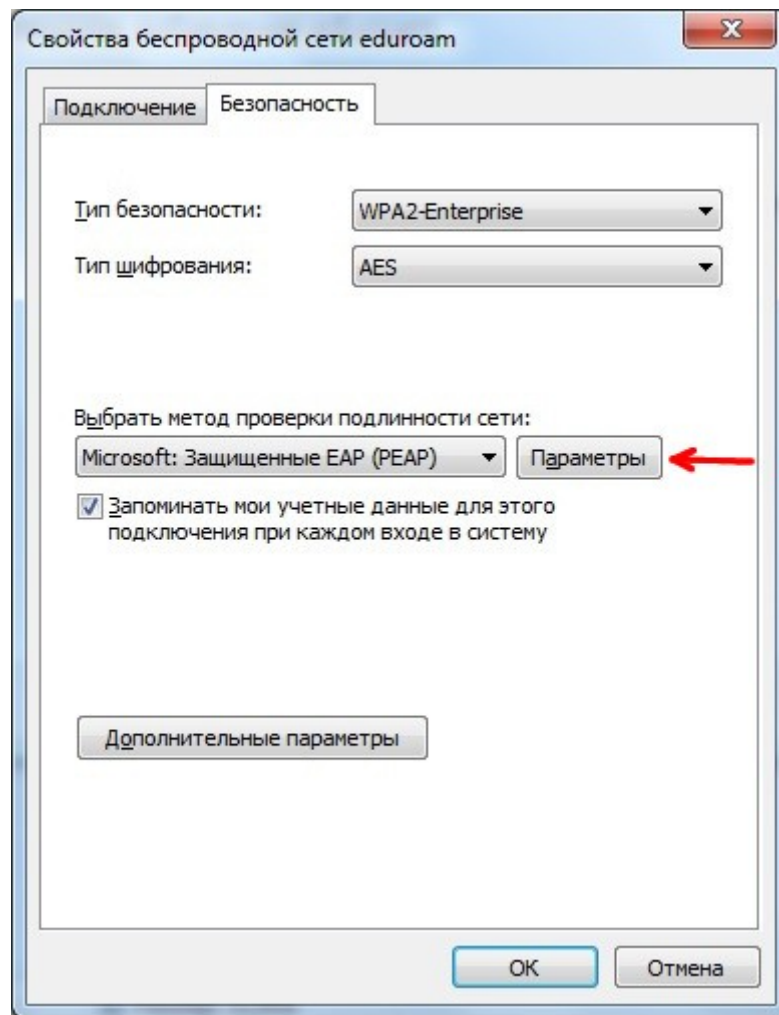 Свойства беспроводной сети eduroam
Подключение
Безопасность
Тип безопасности:
WPA2-Enterprise
Тип шифрования:
AES
Выбрать метод проверки подлинности сети:
Microsoft: Защищенные EAP (PEAP)
Параметры
Запоминать мои учетные данные для этого
подключения при каждом входе в систему
Дополнительные параметры
OK
Отмена